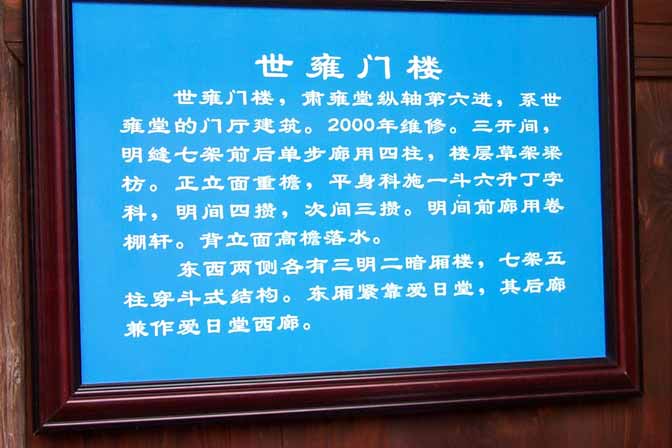 世雍门楼
世雍门楼，肃雍堂纵轴第六进，系世
雍堂的门厅建筑。2000年维修。三开间，
明缝七架前后单步廊用四柱，楼层草架梁
枋。正立面重檐，平身科施一斗六升丁字
科，明间四攒，次间三攒。明间前廊用卷
棚轩。背立面高檐落水。
东西两侧各有三明二暗厢楼，七架五
柱穿斗式结构。东厢紧靠爱日堂，其后廊
兼作爱日堂西廊。